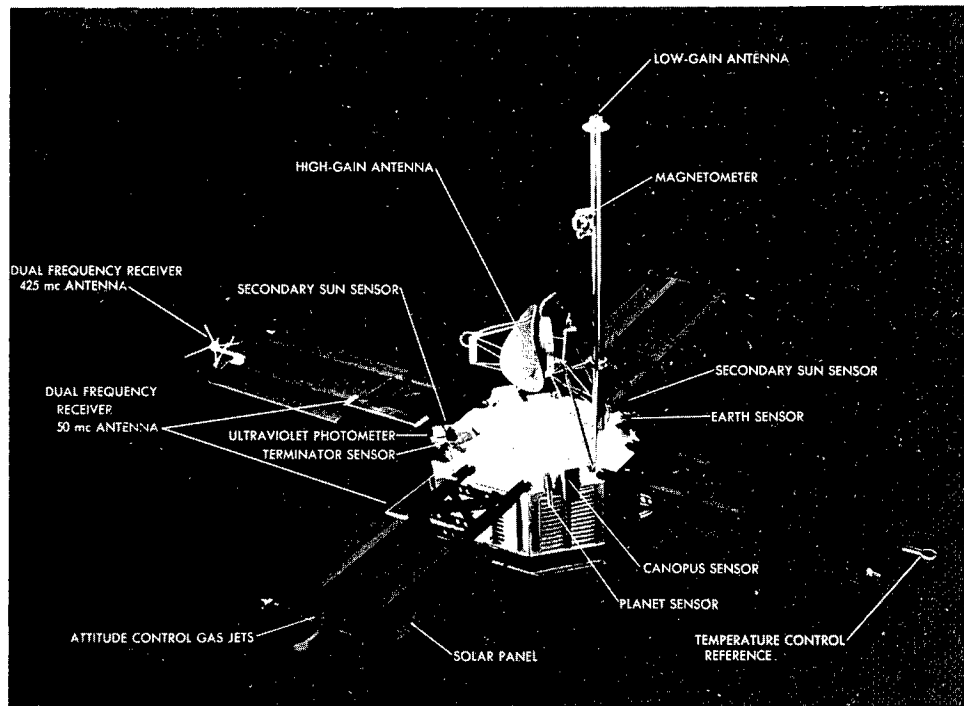 LOW-GAIN ANTENNA
HIGH-GAIN ANTENNA
MAGNETOMETER
DUAL FREQUENCY RECEIVER
425 mc ANTENNA
SECONDARY SUN SENSOR
SECONDARY SUN SENSOR
DUAL FREQUENCY
RECEIVER
50 mc ANTENNA
EARTH SENSOR
ULTRAVIOLET PHOTOMETER
TERMINATOR SENSOR
CANOPUS SENSOR
PLANET SENSOR
ATTITUDE CONTROL GAS JETS
SOLAR PANEL
TEMPERATURE CONTROL
REFERENCE